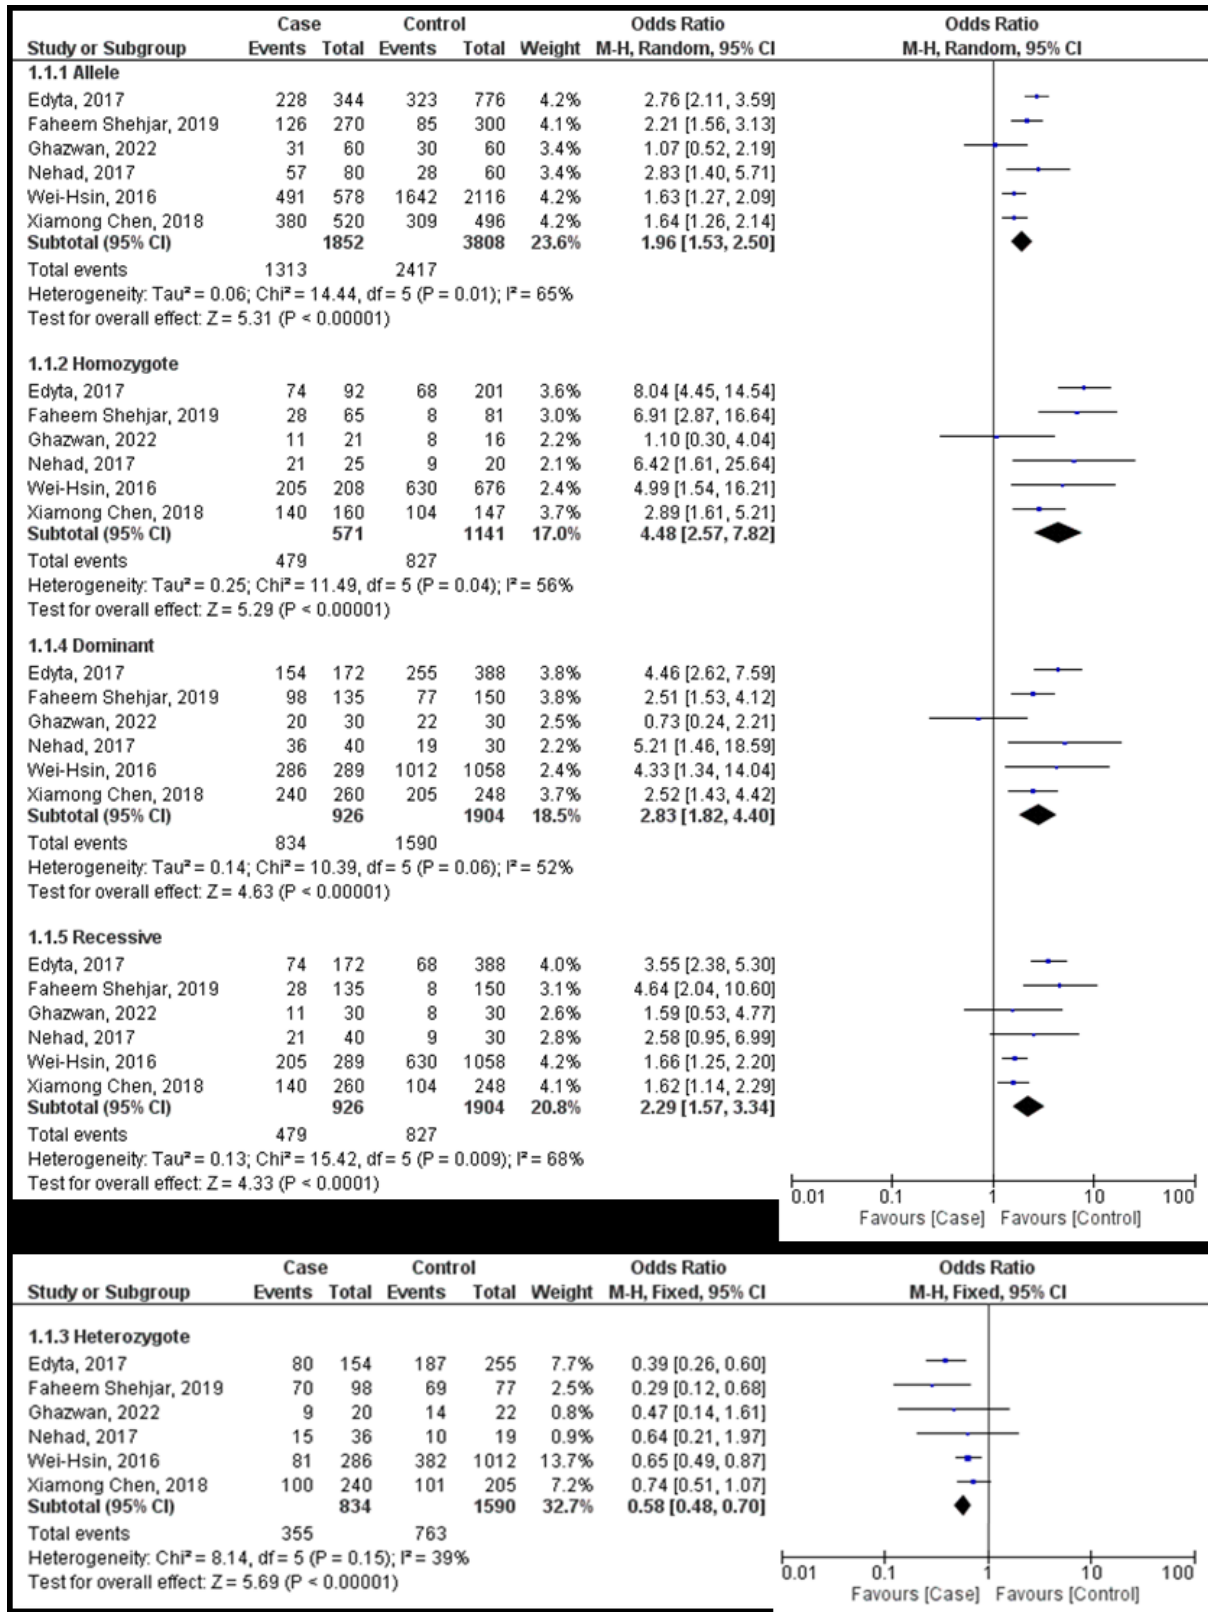 Case Control Odds Ratio Odds Ratio
Study or Subgroup Events Total Events Total Weight M-H, Random, 95% CI M-H, Random, 95% CI
1.1.1 Allele
Edyta, 2017 228 344 323 776 4.2% 2.76 [2.11, 3.59]
Faheem Shehjar, 2019 126 270 85 300 4.1% 2.21 [1.56, 3.13]
Ghazwan, 2022 31 60 30 60 3.4% 1.07 [0.52, 2.19]
Nehad, 2017 57 80 28 60 3.4% 2.83 [1.40, 5.71]
Wei-Hsin, 2016 491 578 1642 2116 4.2% 1.63 [1.27, 2.09]
Xiamong Chen, 2018 380 520 309 496 4.2% 1.64 [1.26, 2.14]
Subtotal (95% CI) 1852 3808 23.6% 1.96 [1.53, 2.50]
Total events 1313 2417
Heterogeneity: Tau² = 0.06; Chi² = 14.44, df = 5 (P = 0.01); I² = 65%
Test for overall effect: Z = 5.31 (P < 0.00001)
1.1.2 Homozygote
Edyta, 2017 74 92 68 201 3.6% 8.04 [4.45, 14.54]
Faheem Shehjar, 2019 28 65 8 81 3.0% 6.91 [2.87, 16.64]
Ghazwan, 2022 11 21 8 16 2.2% 1.10 [0.30, 4.04]
Nehad, 2017 21 25 9 20 2.1% 6.42 [1.61, 25.64]
Wei-Hsin, 2016 205 208 630 676 2.4% 4.99 [1.54, 16.21]
Xiamong Chen, 2018 140 160 104 147 3.7% 2.89 [1.61, 5.21]
Subtotal (95% CI) 571 1141 17.0% 4.48 [2.57, 7.82]
Total events 479 827
Heterogeneity: Tau² = 0.25; Chi² = 11.49, df = 5 (P = 0.04); I² = 56%
Test for overall effect: Z = 5.29 (P < 0.00001)
1.1.4 Dominant
Edyta, 2017 154 172 255 388 3.8% 4.46 [2.62, 7.59]
Faheem Shehjar, 2019 98 135 77 150 3.8% 2.51 [1.53, 4.12]
Ghazwan, 2022 20 30 22 30 2.5% 0.73 [0.24, 2.21]
Nehad, 2017 36 40 19 30 2.2% 5.21 [1.46, 18.59]
Wei-Hsin, 2016 286 289 1012 1058 2.4% 4.33 [1.34, 14.04]
Xiamong Chen, 2018 240 260 205 248 3.7% 2.52 [1.43, 4.42]
Subtotal (95% CI) 926 1904 18.5% 2.83 [1.82, 4.40]
Total events 834 1590
Heterogeneity: Tau² = 0.14; Chi² = 10.39, df = 5 (P = 0.06); I² = 52%
Test for overall effect: Z = 4.63 (P < 0.00001)
1.1.5 Recessive
Edyta, 2017 74 172 68 388 4.0% 3.55 [2.38, 5.30]
Faheem Shehjar, 2019 28 135 8 150 3.1% 4.64 [2.04, 10.60]
Ghazwan, 2022 11 30 8 30 2.6% 1.59 [0.53, 4.77]
Nehad, 2017 21 40 9 30 2.8% 2.58 [0.95, 6.99]
Wei-Hsin, 2016 205 289 630 1058 4.2% 1.66 [1.25, 2.20]
Xiamong Chen, 2018 140 260 104 248 4.1% 1.62 [1.14, 2.29]
Subtotal (95% CI) 926 1904 20.8% 2.29 [1.57, 3.34]
Total events 479 827
Heterogeneity: Tau² = 0.13; Chi² = 15.42, df = 5 (P = 0.009); I² = 68%
Test for overall effect: Z = 4.33 (P < 0.0001)
0.01 0.1 1 10 100
Favours [Case] Favours [Control]
Case Control Odds Ratio Odds Ratio
Study or Subgroup Events Total Events Total Weight M-H, Fixed, 95% CI M-H, Fixed, 95% CI
1.1.3 Heterozygote
Edyta, 2017 80 154 187 255 7.7% 0.39 [0.26, 0.60]
Faheem Shehjar, 2019 70 98 69 77 2.5% 0.29 [0.12, 0.68]
Ghazwan, 2022 9 20 14 22 0.8% 0.47 [0.14, 1.61]
Nehad, 2017 15 36 10 19 0.9% 0.64 [0.21, 1.97]
Wei-Hsin, 2016 81 286 382 1012 13.7% 0.65 [0.49, 0.87]
Xiamong Chen, 2018 100 240 101 205 7.2% 0.74 [0.51, 1.07]
Subtotal (95% CI) 834 1590 32.7% 0.58 [0.48, 0.70]
Total events 355 763
Heterogeneity: Chi² = 8.14, df = 5 (P = 0.15); I² = 39%
Test for overall effect: Z = 5.69 (P < 0.00001)
0.01 0.1 1 10 100
Favours [Case] Favours [Control]